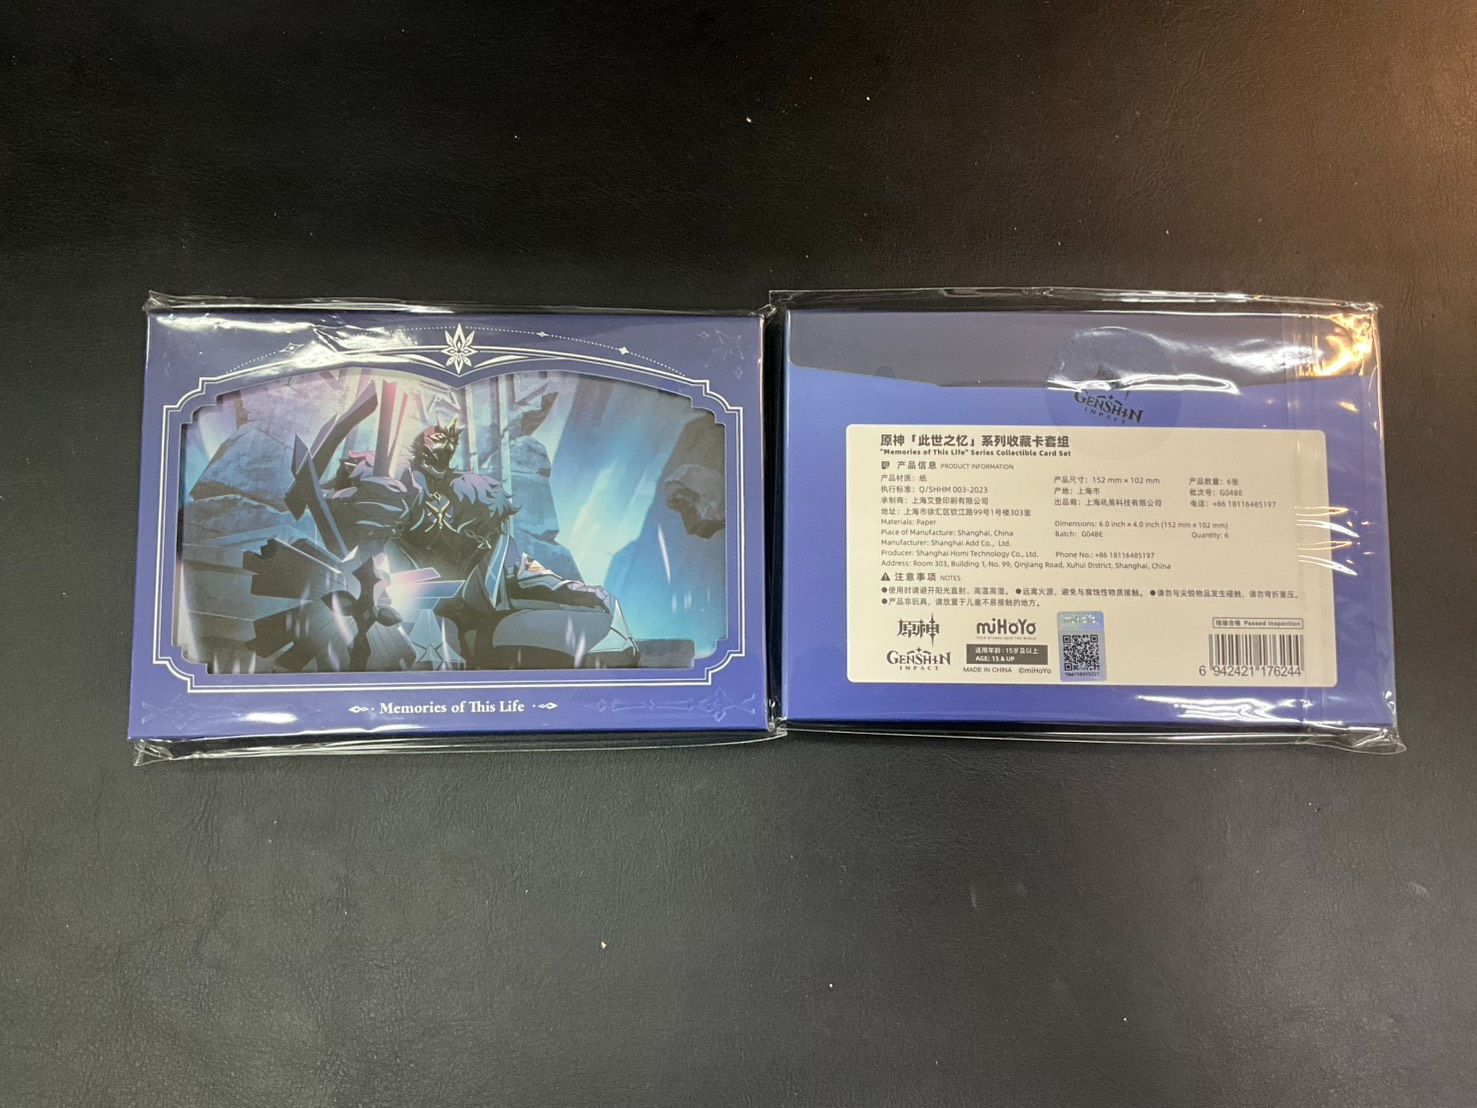 Memories of This Life
GENSHIN
IMPACT
原神「此世之忆」系列收藏卡套组
"Memories of This Life" Series Collectible Card Set
产品信息 PRODUCT INFORMATION
产品材质：纸 产品尺寸：152 mm × 102 mm 产品数量：6张
执行标准：Q/SHHM 003-2023 产地：上海市 批次号：G04BE
承制商：上海艾登印刷有限公司 出品商：上海吼美科技有限公司 电话：+86 18116485197
地址：上海市徐汇区钦江路99号1号楼303室
Materials: Paper Dimensions: 6.0 inch × 4.0 inch (152 mm × 102 mm)
Place of Manufacture: Shanghai, China Batch: G04BE Quantity: 6
Manufacturer: Shanghai Add Co., Ltd.
Producer: Shanghai Homi Technology Co., Ltd. Phone No.: +86 18116485197
Address: Room 303, Building 1, No. 99, Qinjiang Road, Xuhui District, Shanghai, China
注意事项 NOTES
●使用时请避开阳光直射、高温高湿。 ●远离火源，避免与腐蚀性物质接触。 ●请勿与尖锐物品发生碰触，请勿弯折重压。
●产品非玩具，请放置于儿童不易接触的地方。
原神
GENSHIN
IMPACT
miHoYo
TECH OTAKUS SAVE THE WORLD
适用年龄：15岁及以上
AGE: 15 & UP
MADE IN CHINA ©miHoYo
检验合格 Passed Inspection
6 942421 176244